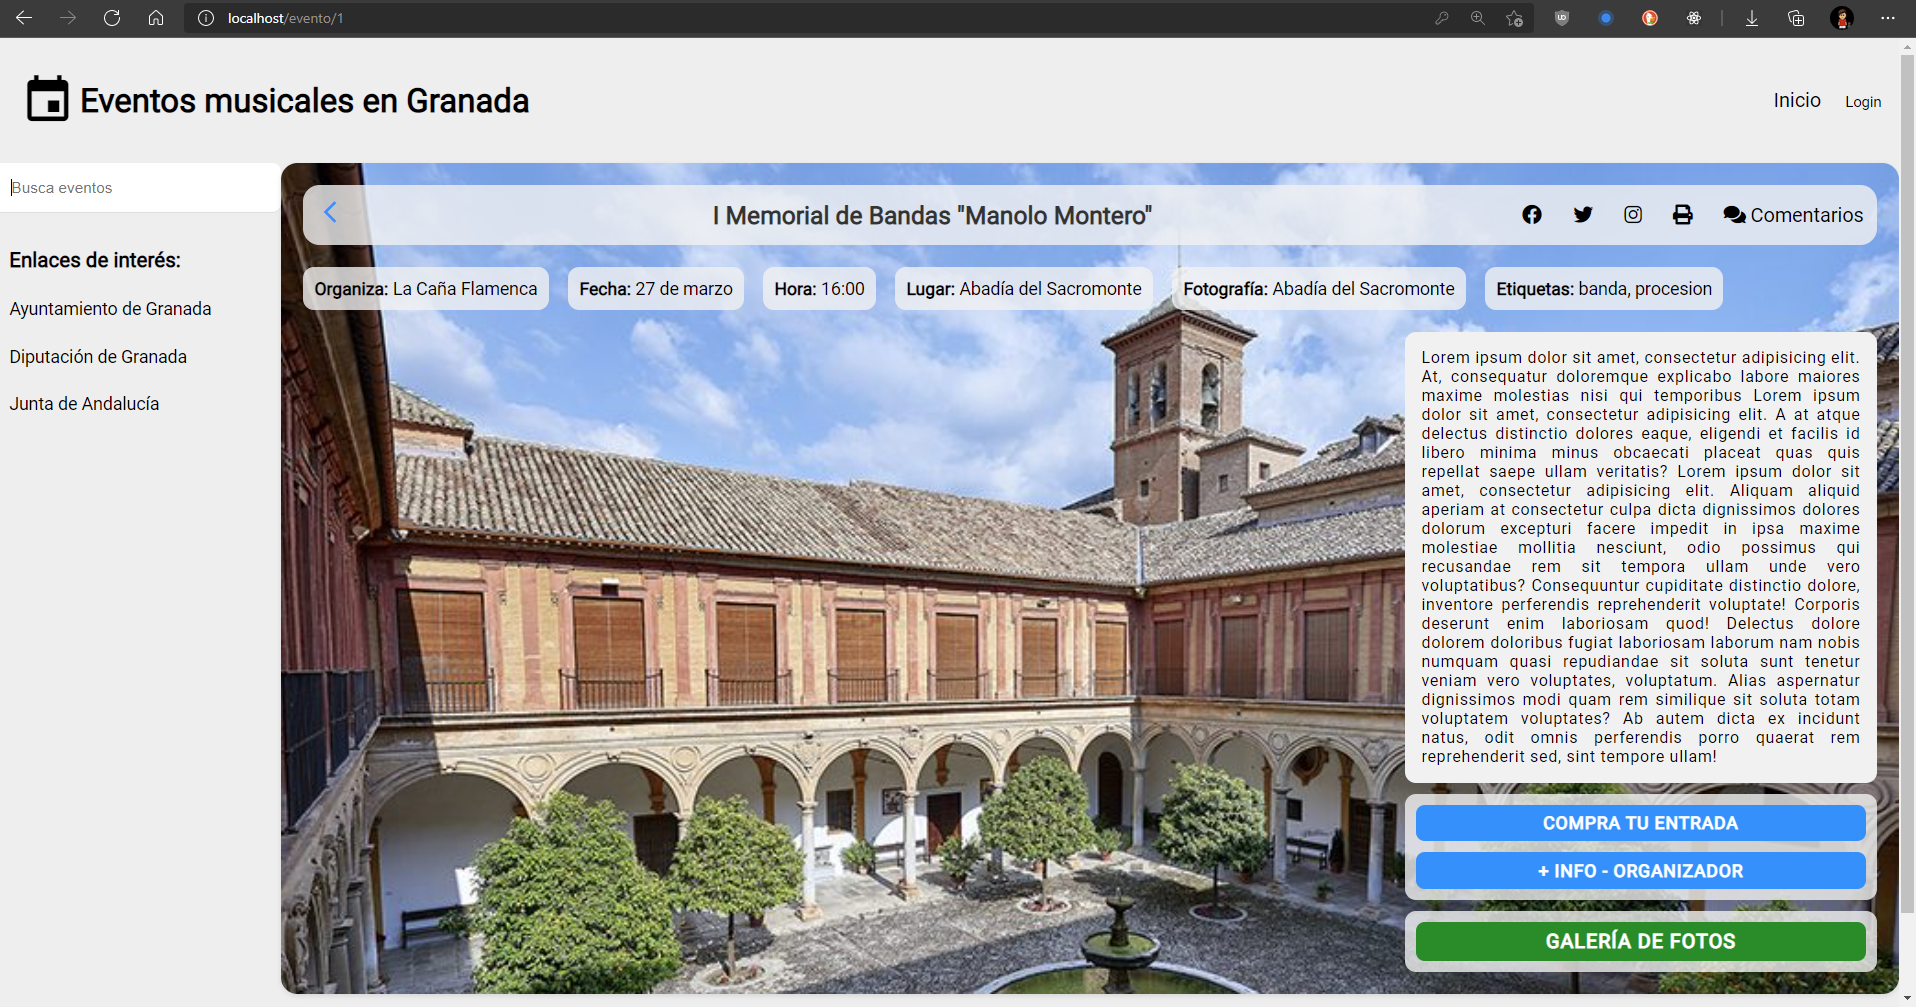 localhost/evento/1
Eventos musicales en Granada
Inicio
Login
Busca eventos
Enlaces de interés:
Ayuntamiento de Granada
Diputación de Granada
Junta de Andalucía
I Memorial de Bandas "Manolo Montero"
Comentarios
Organiza: La Caña Flamenca
Fecha: 27 de marzo
Hora: 16:00
Lugar: Abadía del Sacromonte
Fotografía: Abadía del Sacromonte
Etiquetas: banda, procesion
Lorem ipsum dolor sit amet, consectetur adipisicing elit.
At, consequatur doloremque explicabo labore maiores
maxime molestias nisi qui temporibus Lorem ipsum
dolor sit amet, consectetur adipisicing elit. A at atque
delectus distinctio dolores eaque, eligendi et facilis id
libero minima minus obcaecati placeat quas quis
repellat saepe ullam veritatis? Lorem ipsum dolor sit
amet, consectetur adipisicing elit. Aliquam aliquid
aperiam at consectetur culpa dicta dignissimos dolores
dolorum excepturi facere impedit in ipsa maxime
molestiae mollitia nesciunt, odio possimus qui
recusandae rem sit tempora ullam unde vero
voluptatibus? Consequuntur cupiditate distinctio dolore,
inventore perferendis reprehenderit voluptate! Corporis
deserunt enim laboriosam quod! Delectus dolore
dolorem doloribus fugiat laboriosam laborum nam nobis
numquam quasi repudiandae sit soluta sunt tenetur
veniam vero voluptates, voluptatum. Alias aspernatur
dignissimos modi quam rem similique sit soluta totam
voluptatem voluptates? Ab autem dicta ex incidunt
natus, odit omnis perferendis porro quaerat rem
reprehenderit sed, sint tempore ullam!
COMPRA TU ENTRADA
+ INFO - ORGANIZADOR
GALERÍA DE FOTOS